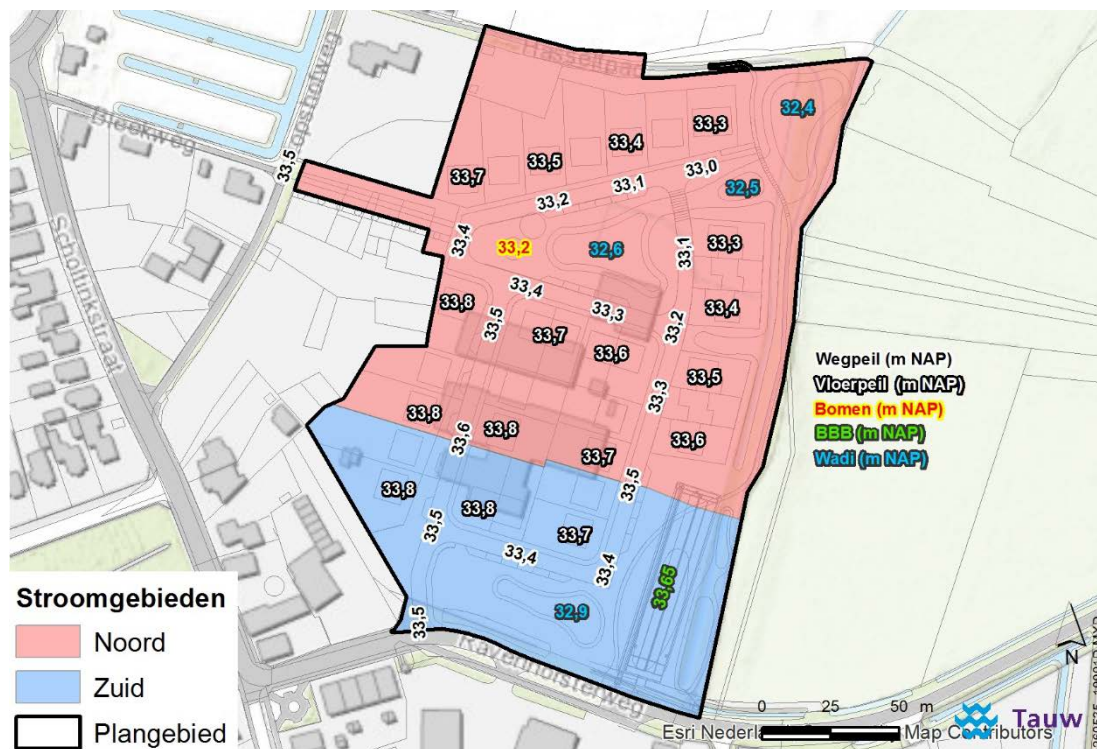 Hasseltpad
Bleekweg
opsholtweg
Scholtinkstraat
33,5
33,3
32,4
33,4
33,5
33,7
33,0
33,1
32,5
33,2
33,4
33,2
32,6
33,1
33,3
33,4
33,3
33,8
33,5
33,7
33,6
33,2
33,4
33,5
33,3
33,8
33,6
33,8
33,7
33,6
33,5
33,8
33,8
33,7
33,5
33,4
33,4
33,65
32,9
33,5
Wegpeil (m NAP)
Vloerpeil (m NAP)
Bomen (m NAP)
BBB (m NAP)
Wadi (m NAP)
Stroomgebieden
Noord
Zuid
Plangebied
Ravenhorsterweg
N
0 25 50 m
Esri Nederla Map Contributors
Tauw